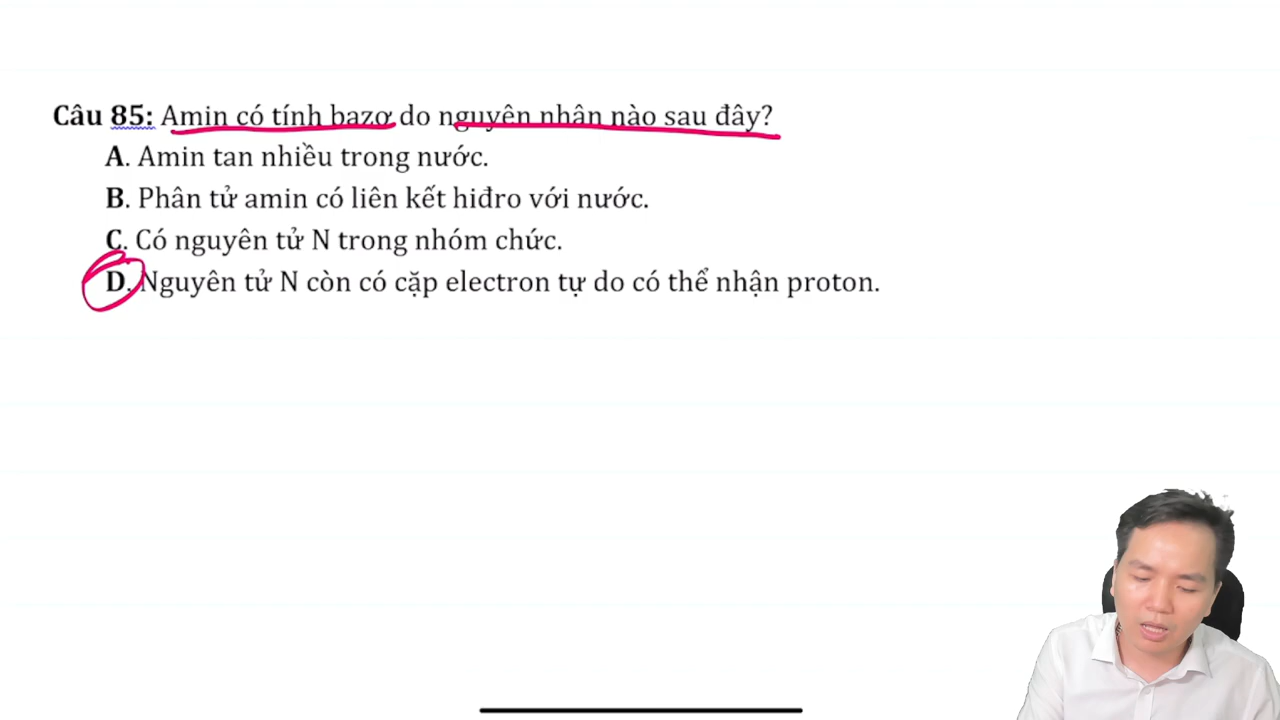 Câu 85: Amin có tính bazơ do nguyên nhân nào sau đây?
A. Amin tan nhiều trong nước.
B. Phân tử amin có liên kết hiđro với nước.
C. Có nguyên tử N trong nhóm chức.
D. Nguyên tử N còn có cặp electron tự do có thể nhận proton.